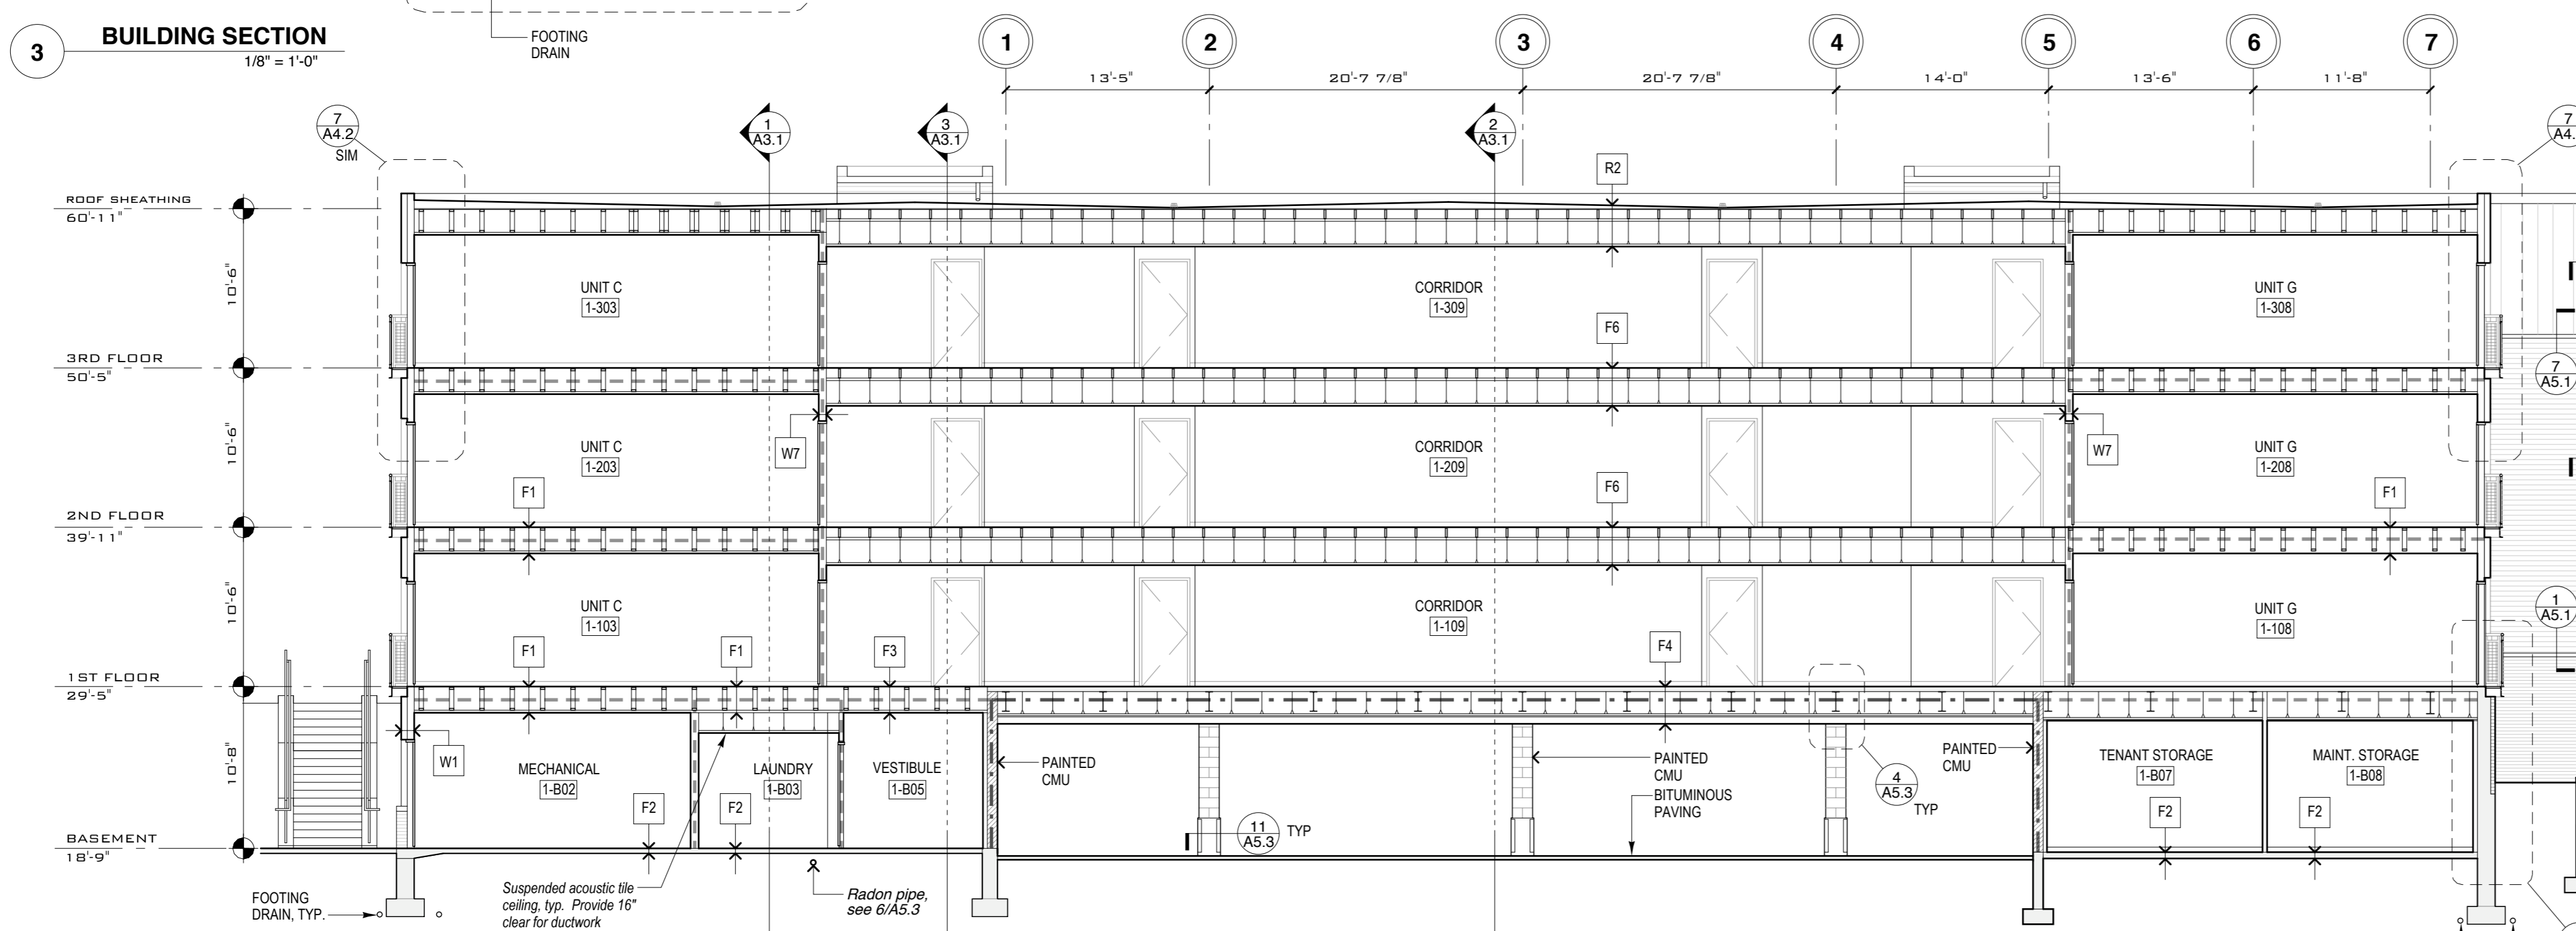 3
BUILDING SECTION
1/8" = 1'-0"
FOOTING
DRAIN
1
2
3
4
5
6
7
13'-5"
20'-7 7/8"
20'-7 7/8"
14'-0"
13'-6"
11'-8"
7
A4.2
SIM
1
A3.1
3
A3.1
2
A3.1
7
R2
ROOF SHEATHING
60'-11"
10'-6"
UNIT C
1-303
CORRIDOR
1-309
UNIT G
1-308
F6
3RD FLOOR
50'-5"
7
A5.1
10'-6"
UNIT C
1-203
W7
CORRIDOR
1-209
W7
UNIT G
1-208
F1
F6
F1
2ND FLOOR
39'-11"
10'-6"
UNIT C
1-103
CORRIDOR
1-109
UNIT G
1-108
1
A5.1
F1
F1
F3
F4
1ST FLOOR
29'-5"
10'-8"
W1
MECHANICAL
1-B02
LAUNDRY
1-B03
VESTIBULE
1-B05
PAINTED
CMU
PAINTED
CMU
BITUMINOUS
PAVING
4
A5.3
TYP
PAINTED
CMU
TENANT STORAGE
1-B07
MAINT. STORAGE
1-B08
F2
F2
11
A5.3
TYP
F2
F2
BASEMENT
18'-9"
FOOTING
DRAIN, TYP.
Suspended acoustic tile
ceiling, typ. Provide 16"
clear for ductwork
Radon pipe,
see 6/A5.3